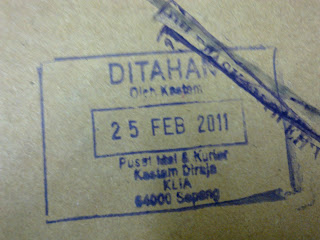 DITAHAN
Oleh Kastam
25 FEB 2011
Pusat Mel & Kurier
Kastam Diraja
KLIA
64000 Sepang